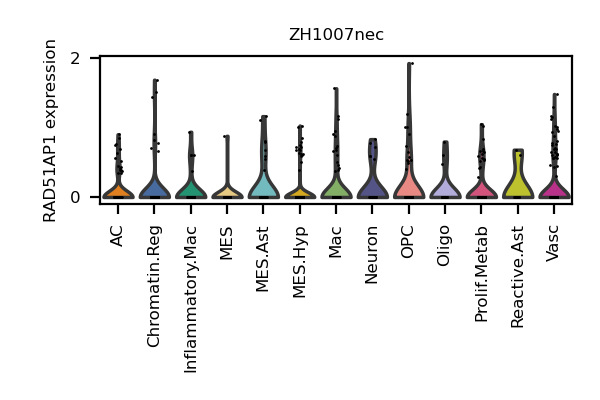 ZH1007nec
RAD51AP1 expression
2
0
AC
Chromatin.Reg
Inflammatory.Mac
MES
MES.Ast
MES.Hyp
Mac
Neuron
OPC
Oligo
Prolif.Metab
Reactive.Ast
Vasc